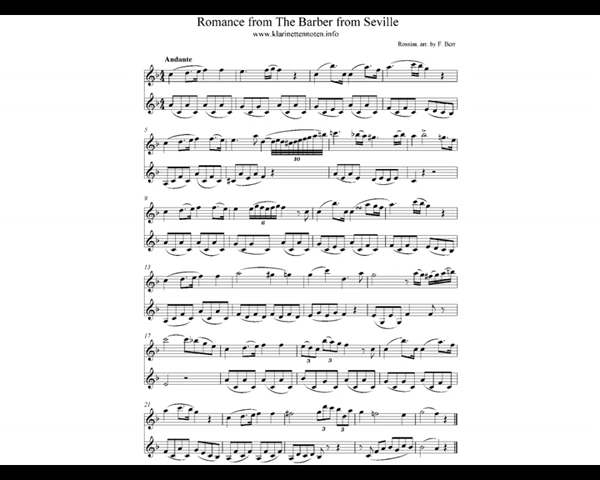 Romance from The Barber from Seville
www.klarinettennoten.info
Rossini, arr. by F. Berr
Andante
5
10
9
6
13
17
3 3
21
3 3